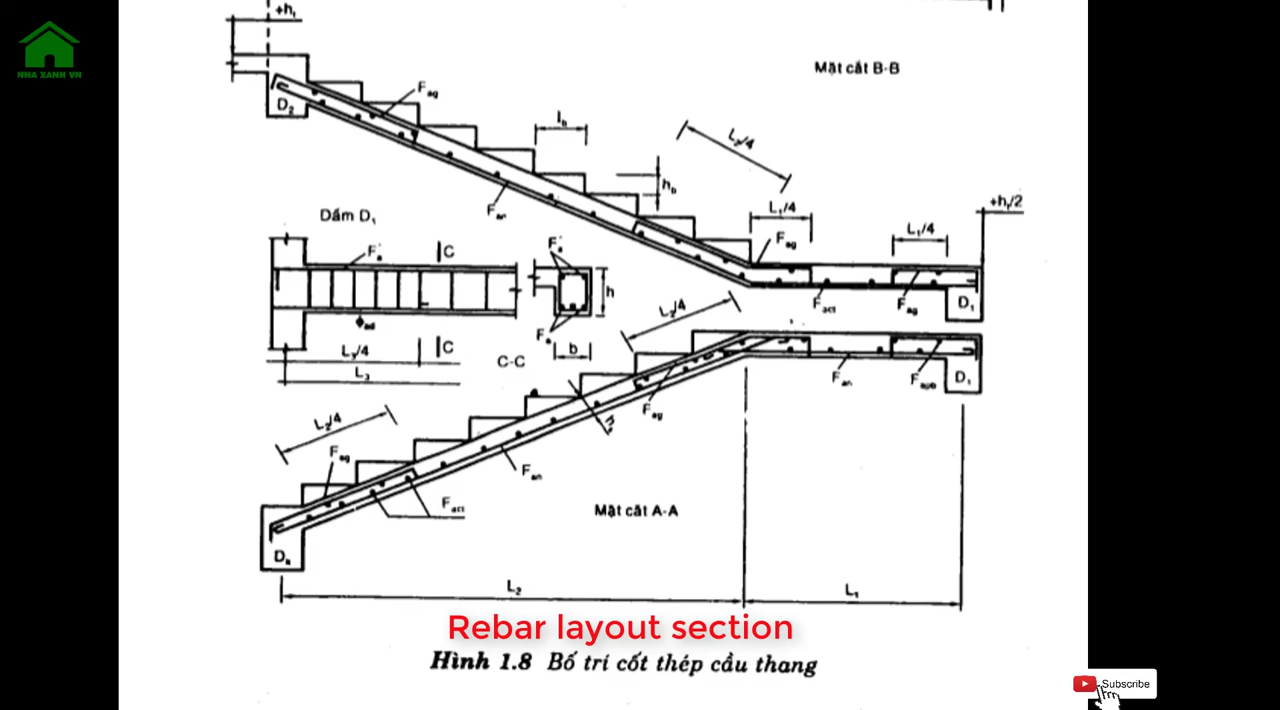 +h₁
NHA XANH VN
Mặt cắt B-B
Fag
D₂
lb
L₂/4
hb
Fan
L₁/4
+h₁/2
Dầm D₁
L₁/4
Fag
F'a
C
F'a
h
Fact
Fag
D₁
L₂/4
Φad
Fa
L₃/4
C
b
C-C
L₃
Fan
D₁
Fag
L₂/4
Fag
Fan
Fact
Mặt cắt A-A
L₂
L₁
Rebar layout section
Hình 1.8 Bố trí cốt thép cầu thang
Subscribe